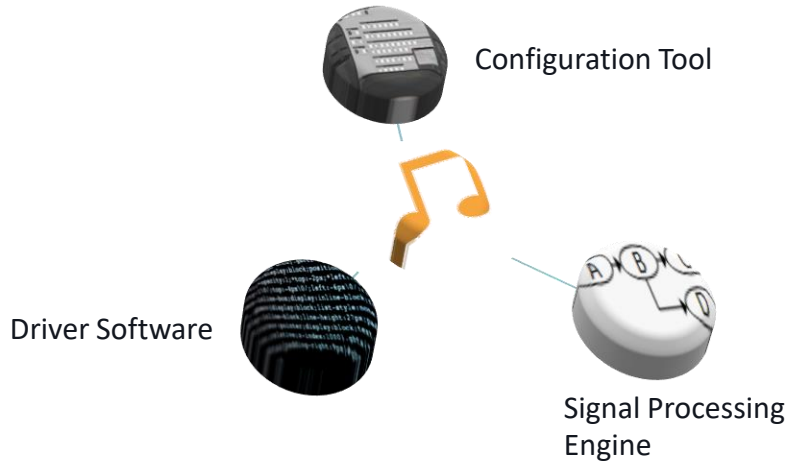 Configuration Tool
A B
D
Driver Software
Signal Processing
Engine